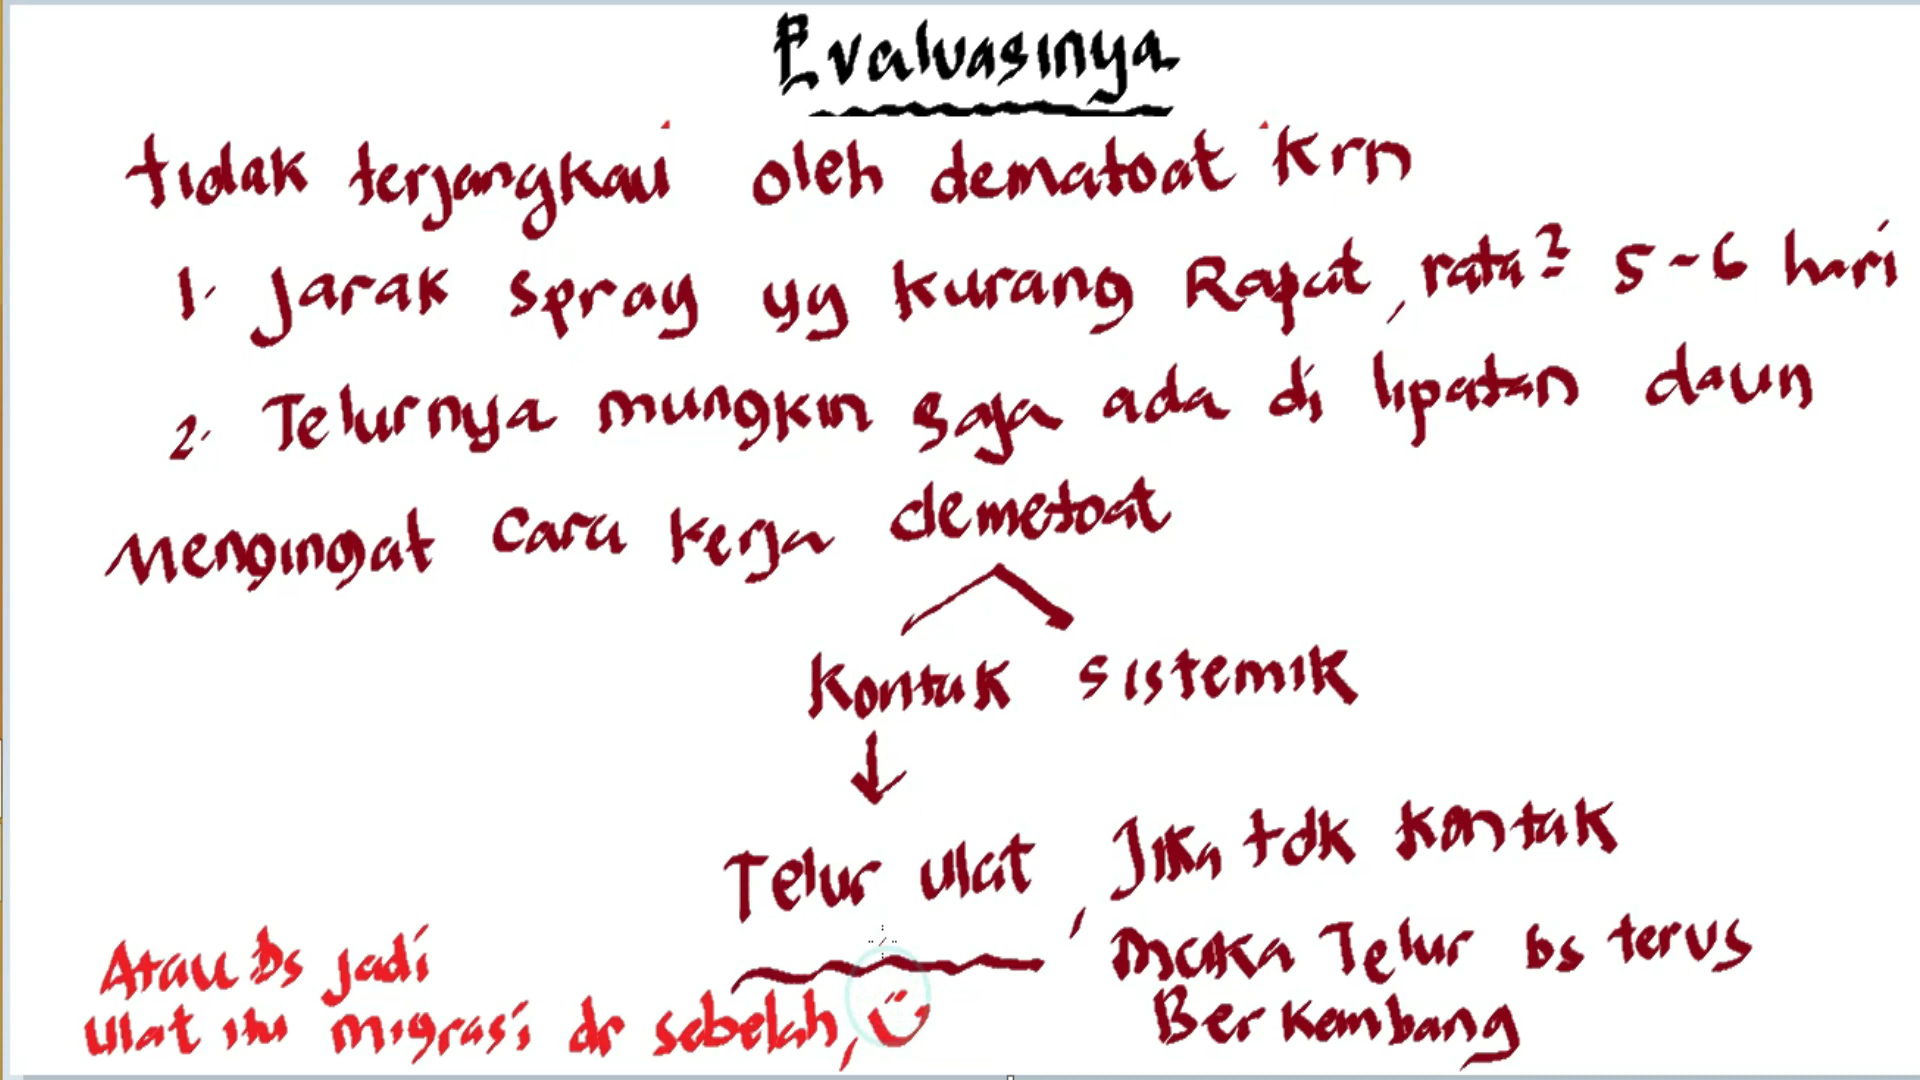 Evaluasinya
tidak terjangkau oleh dematoat krn
1. Jarak spray yg kurang Rapat, rata2 5-6 hari
2. Telurnya mungkin saja ada di lipatan daun
Mengingat cara kerja demetoat
Kontak sistemik
Telur ulat, Jika tdk kontak
maka Telur bs terus
Berkembang
Atau bs jadi
ulat itu migrasi dr sebelah,